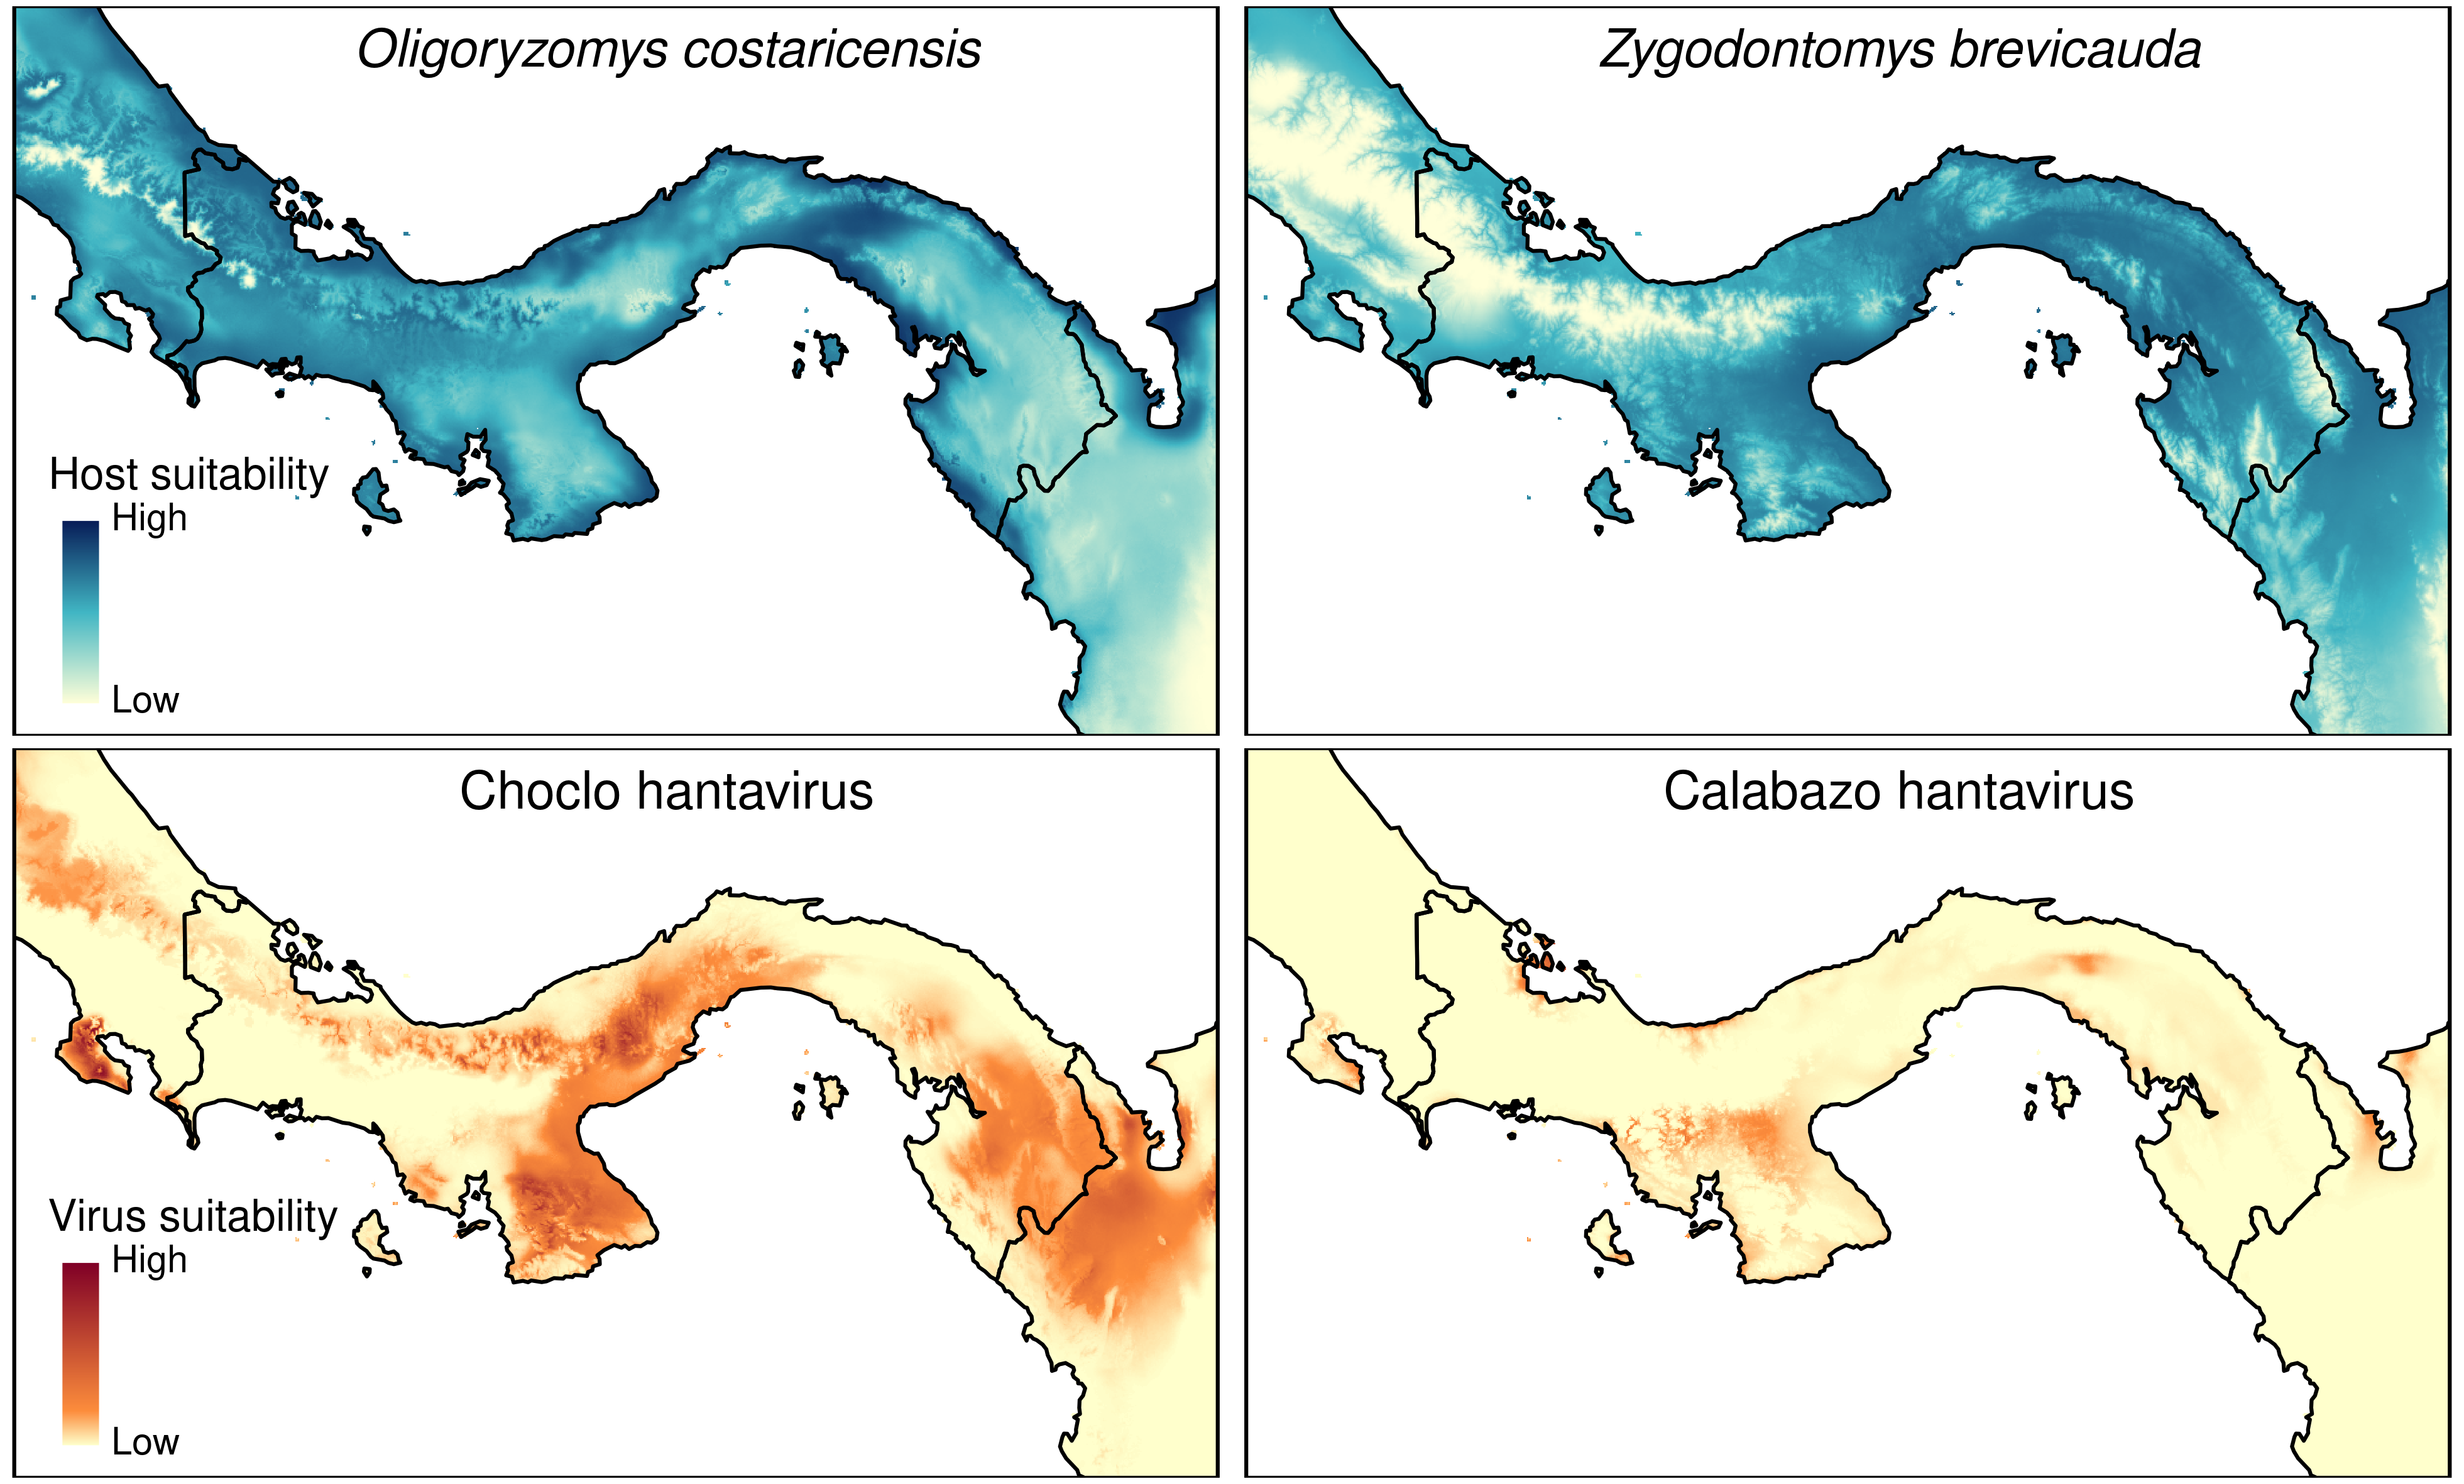 Oligoryzomys costaricensis
Zygodontomys brevicauda
Host suitability
High
Low
Choclo hantavirus
Calabazo hantavirus
Virus suitability
High
Low